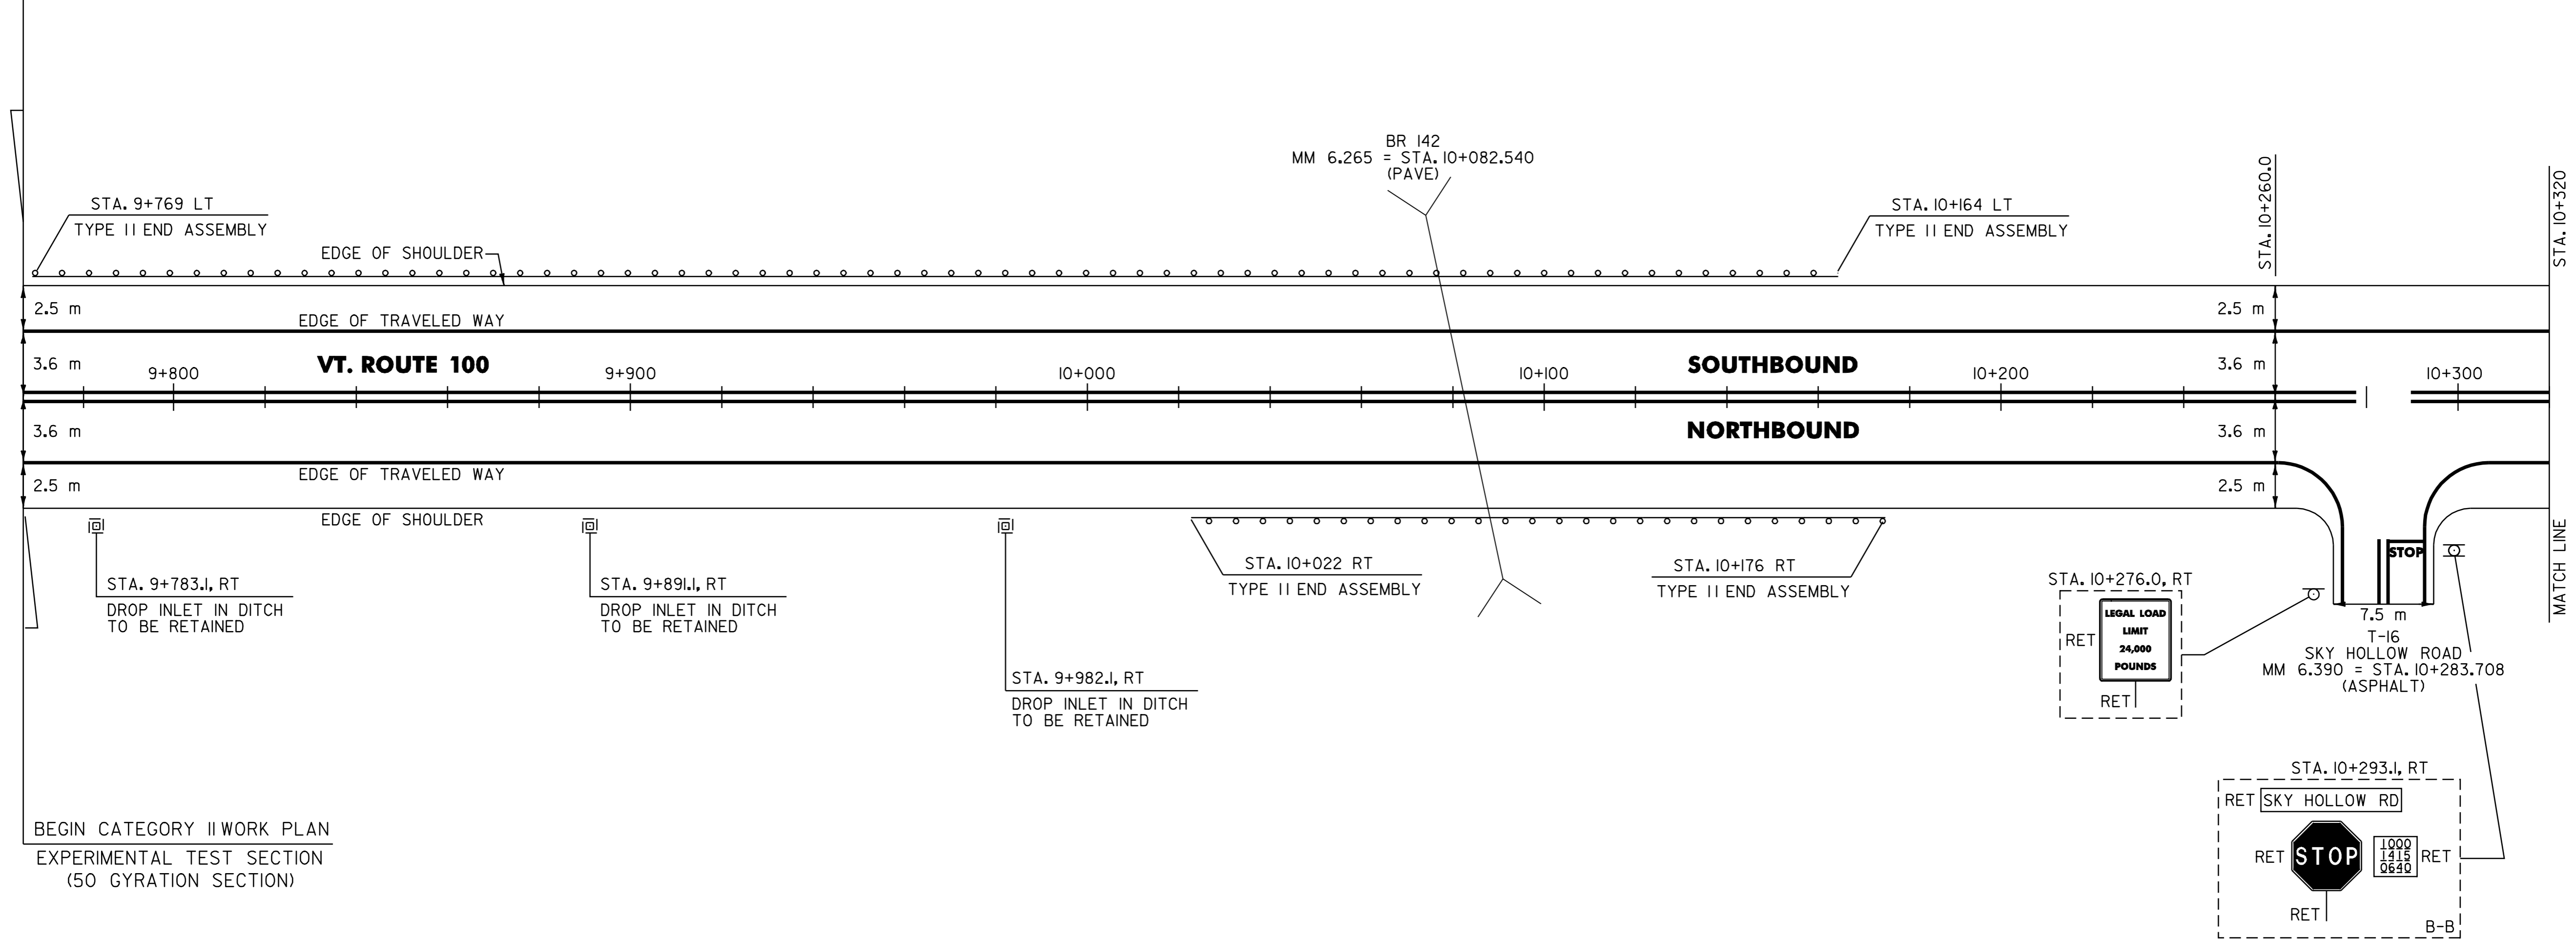 BR 142
MM 6.265 = STA. 10+082.540
(PAVE)
STA. 9+769 LT
TYPE II END ASSEMBLY
EDGE OF SHOULDER
STA. 10+164 LT
TYPE II END ASSEMBLY
STA. 10+260.0
STA. 10+320
2.5 m
EDGE OF TRAVELED WAY
2.5 m
3.6 m
VT. ROUTE 100
SOUTHBOUND
3.6 m
9+800
9+900
10+000
10+100
10+200
10+300
3.6 m
NORTHBOUND
3.6 m
EDGE OF TRAVELED WAY
2.5 m
2.5 m
EDGE OF SHOULDER
MATCH LINE
STA. 9+783.1, RT
DROP INLET IN DITCH
TO BE RETAINED
STA. 9+891.1, RT
DROP INLET IN DITCH
TO BE RETAINED
STA. 9+982.1, RT
DROP INLET IN DITCH
TO BE RETAINED
STA. 10+022 RT
TYPE II END ASSEMBLY
STA. 10+176 RT
TYPE II END ASSEMBLY
STOP
STA. 10+276.0, RT
RET
LEGAL LOAD
LIMIT
24,000
POUNDS
RET
7.5 m
T-16
SKY HOLLOW ROAD
MM 6.390 = STA. 10+283.708
(ASPHALT)
STA. 10+293.1, RT
RET SKY HOLLOW RD
RET STOP
1000
1415
0640
RET
RET
B-B
BEGIN CATEGORY II WORK PLAN
EXPERIMENTAL TEST SECTION
(50 GYRATION SECTION)